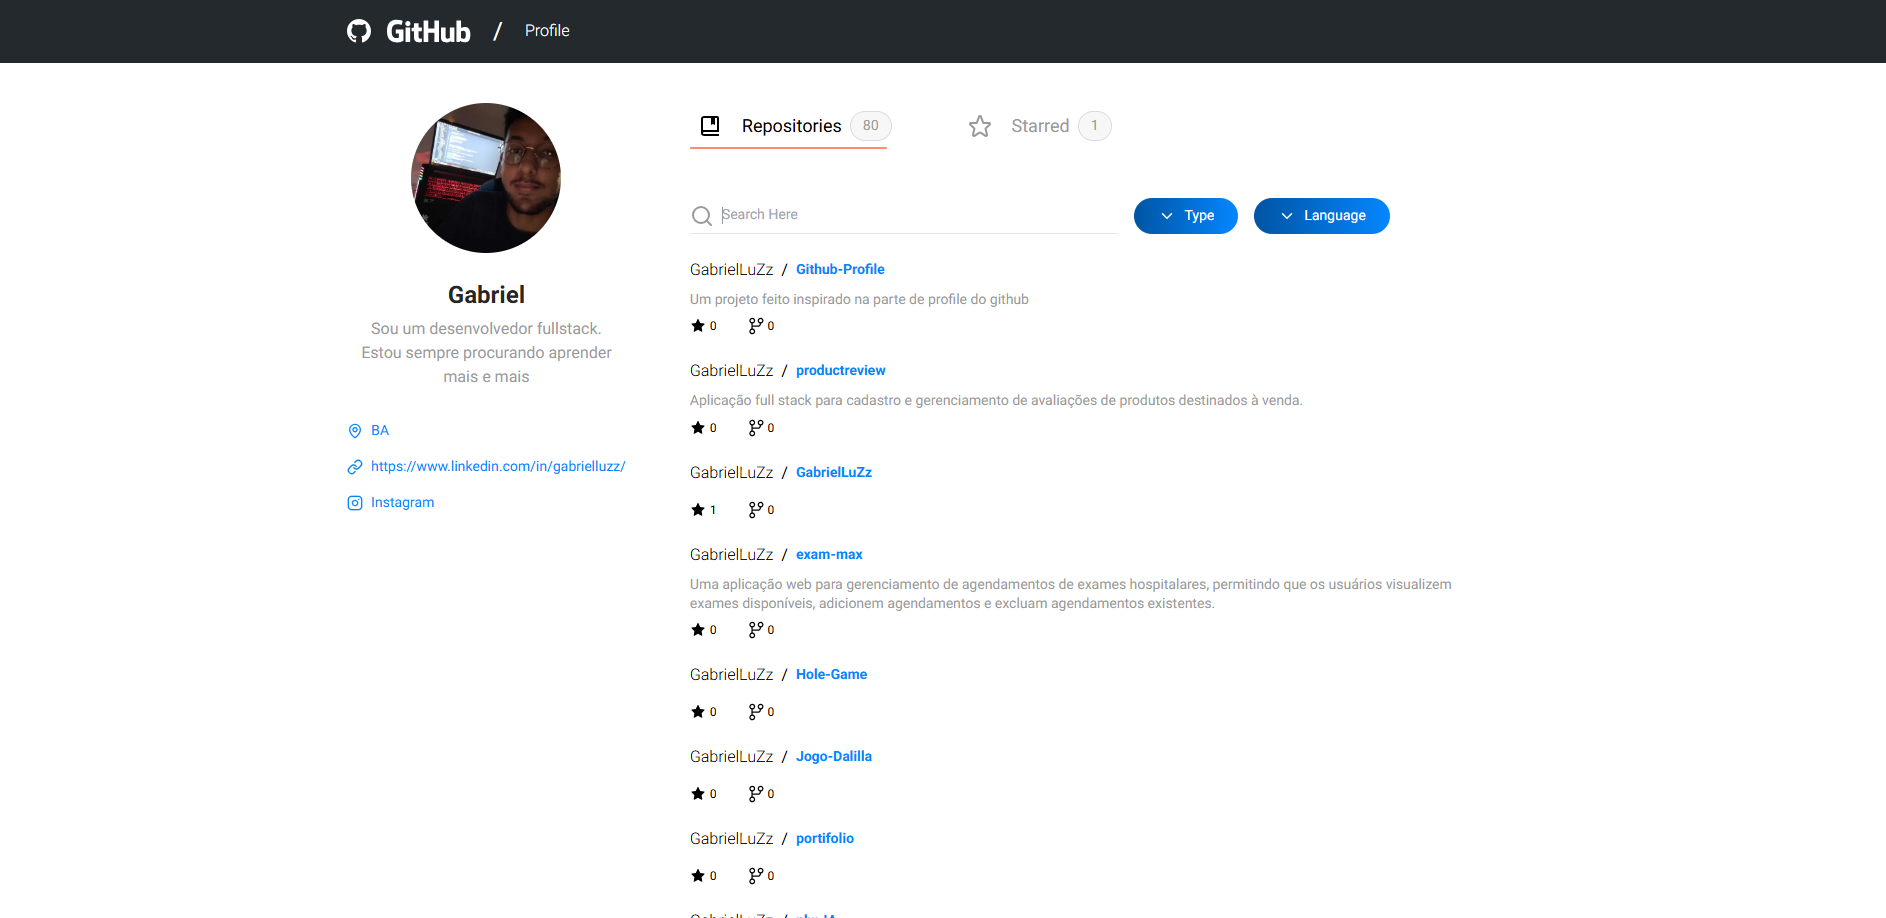 GitHub / Profile
Repositories 80
Starred 1
Search Here
Type
Language
Gabriel
Sou um desenvolvedor fullstack.
Estou sempre procurando aprender
mais e mais
BA
https://www.linkedin.com/in/gabrielluzz/
Instagram
GabrielLuZz / Github-Profile
Um projeto feito inspirado na parte de profile do github
0 0
GabrielLuZz / productreview
Aplicação full stack para cadastro e gerenciamento de avaliações de produtos destinados à venda.
0 0
GabrielLuZz / GabrielLuZz
1 0
GabrielLuZz / exam-max
Uma aplicação web para gerenciamento de agendamentos de exames hospitalares, permitindo que os usuários visualizem
exames disponíveis, adicionem agendamentos e excluam agendamentos existentes.
0 0
GabrielLuZz / Hole-Game
0 0
GabrielLuZz / Jogo-Dalilla
0 0
GabrielLuZz / portifolio
0 0
GabrielLuZz /